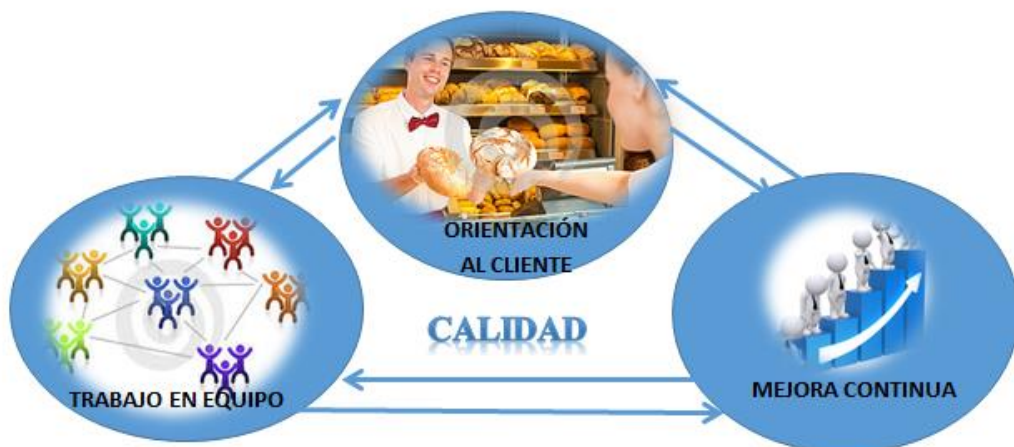 ORIENTACIÓN
AL CLIENTE
CALIDAD
TRABAJO EN EQUIPO
MEJORA CONTINUA